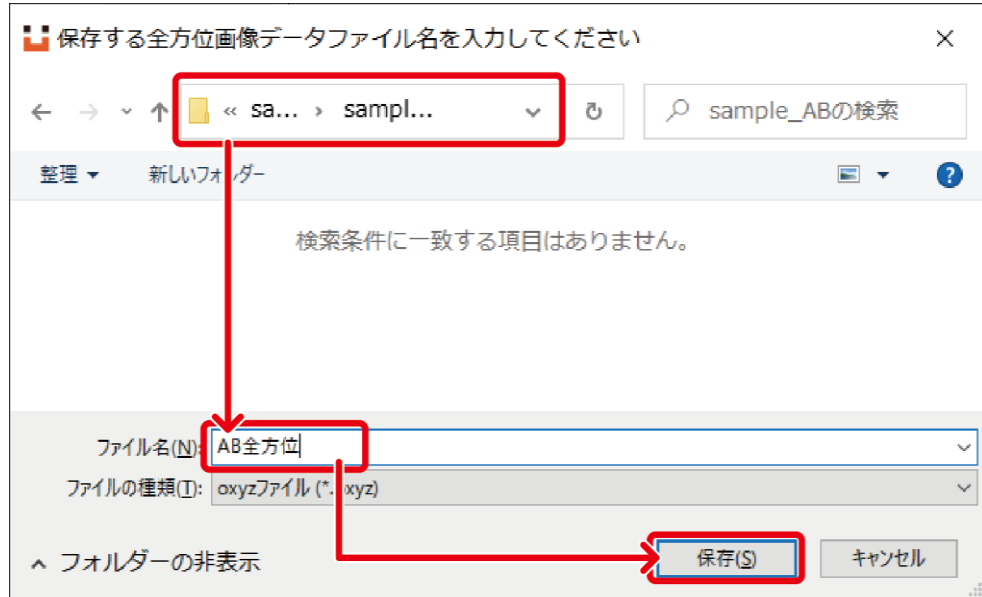 保存する全方位画像データファイル名を入力してください
« sa... › sampl...
sample_ABの検索
整理 新しいフォルダー
検索条件に一致する項目はありません。
ファイル名(N): AB全方位
ファイルの種類(T): oxyzファイル (*.oxyz)
フォルダーの非表示
保存(S)
キャンセル